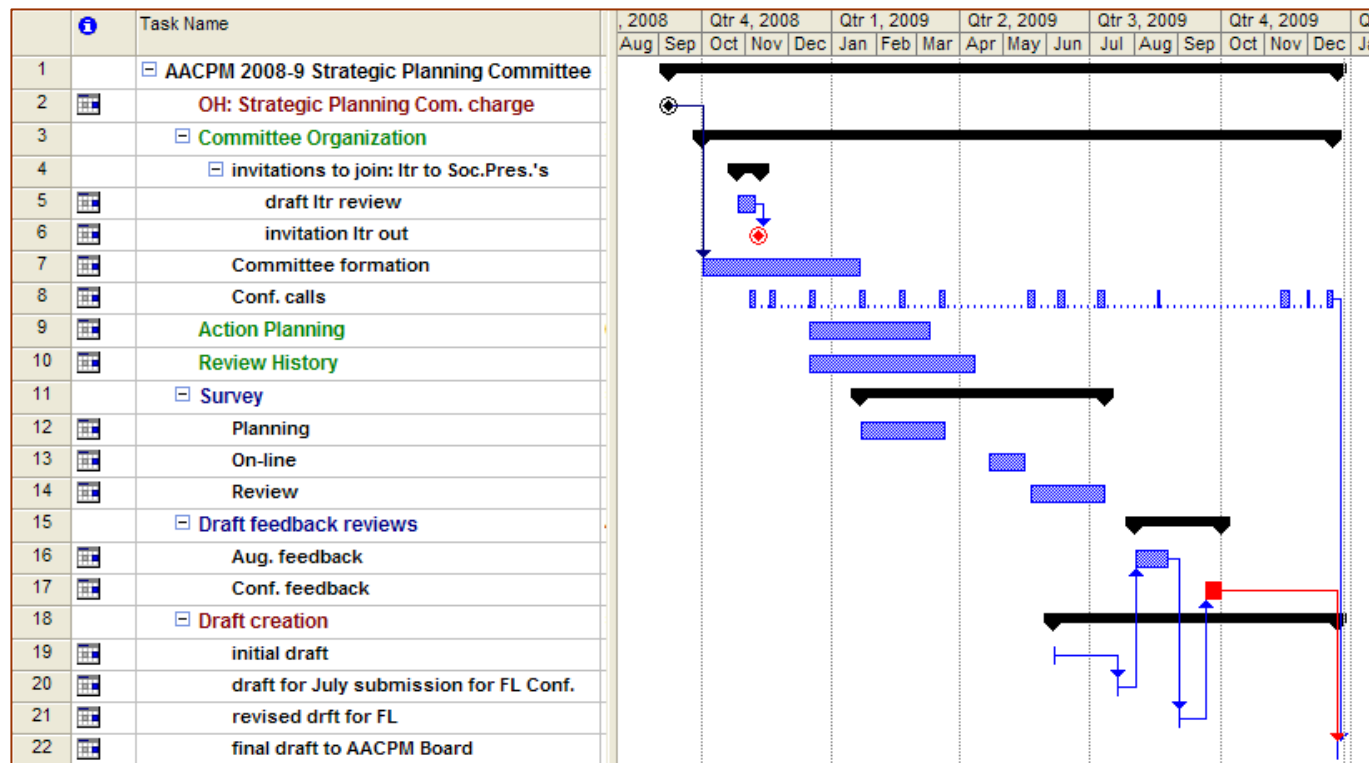 Task Name , 2008 Qtr 4, 2008 Qtr 1, 2009 Qtr 2, 2009 Qtr 3, 2009 Qtr 4, 2009 Q
Aug Sep Oct Nov Dec Jan Feb Mar Apr May Jun Jul Aug Sep Oct Nov Dec Ja
1 AACPM 2008-9 Strategic Planning Committee
2 OH: Strategic Planning Com. charge
3 Committee Organization
4 invitations to join: ltr to Soc.Pres.'s
5 draft ltr review
6 invitation ltr out
7 Committee formation
8 Conf. calls
9 Action Planning
10 Review History
11 Survey
12 Planning
13 On-line
14 Review
15 Draft feedback reviews
16 Aug. feedback
17 Conf. feedback
18 Draft creation
19 initial draft
20 draft for July submission for FL Conf.
21 revised drft for FL
22 final draft to AACPM Board